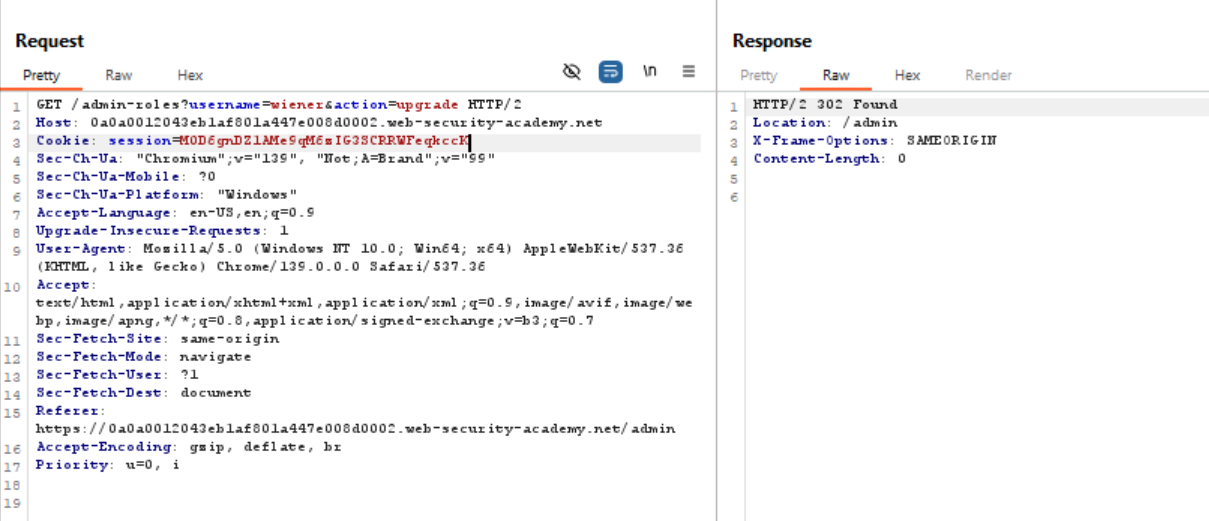 Request
Pretty Raw Hex
\n
1 GET /admin-roles?username=wiener&action=upgrade HTTP/2
2 Host: 0a0a0012043eb1af801a447e008d0002.web-security-academy.net
3 Cookie: session=MOD6gnDZ1AMe9qM6zIG3SCRRWFeqkccK
4 Sec-Ch-Ua: "Chromium";v="139", "Not;A=Brand";v="99"
5 Sec-Ch-Ua-Mobile: ?0
6 Sec-Ch-Ua-Platform: "Windows"
7 Accept-Language: en-US,en;q=0.9
8 Upgrade-Insecure-Requests: 1
9 User-Agent: Mozilla/5.0 (Windows NT 10.0; Win64; x64) AppleWebKit/537.36
(KHTML, like Gecko) Chrome/139.0.0.0 Safari/537.36
10 Accept:
text/html,application/xhtml+xml,application/xml;q=0.9,image/avif,image/we
bp,image/apng,*/*;q=0.8,application/signed-exchange;v=b3;q=0.7
11 Sec-Fetch-Site: same-origin
12 Sec-Fetch-Mode: navigate
13 Sec-Fetch-User: ?1
14 Sec-Fetch-Dest: document
15 Referer:
https://0a0a0012043eb1af801a447e008d0002.web-security-academy.net/admin
16 Accept-Encoding: gzip, deflate, br
17 Priority: u=0, i
18
19
Response
Pretty Raw Hex Render
1 HTTP/2 302 Found
2 Location: /admin
3 X-Frame-Options: SAMEORIGIN
4 Content-Length: 0
5
6